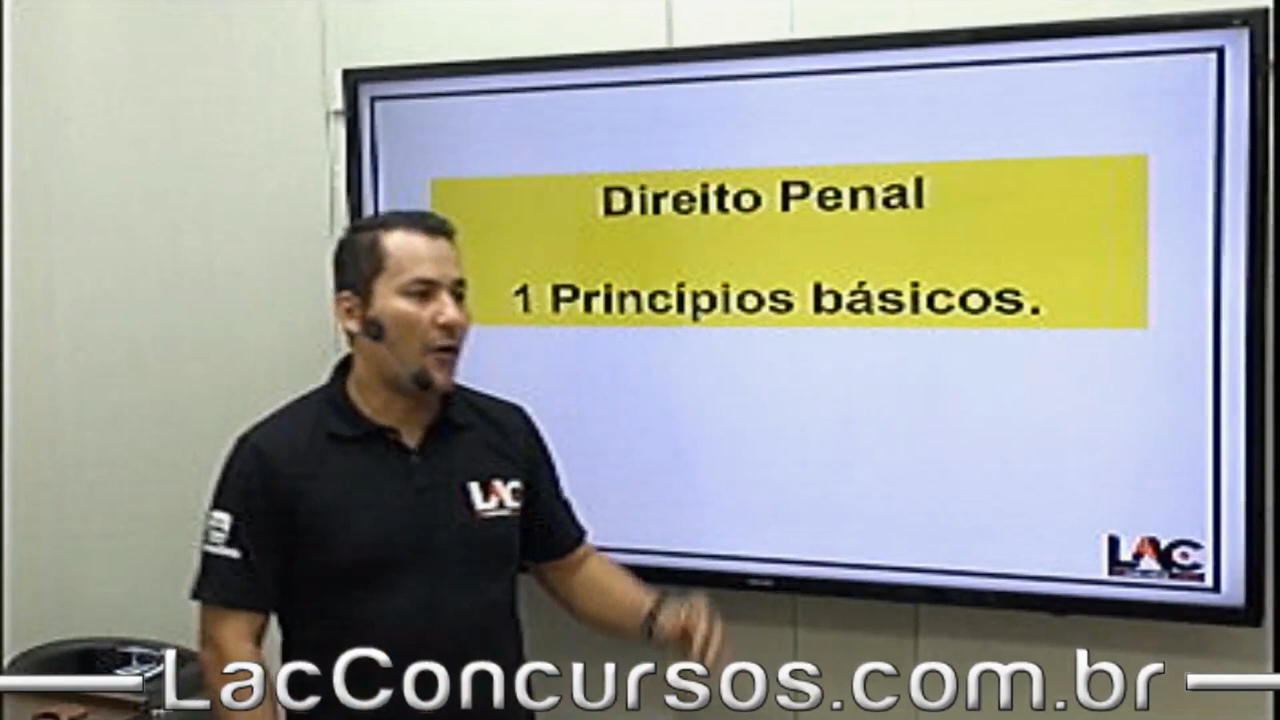 Direito Penal
1 Princípios básicos.
LAC
LAC
LacConcursos.com.br